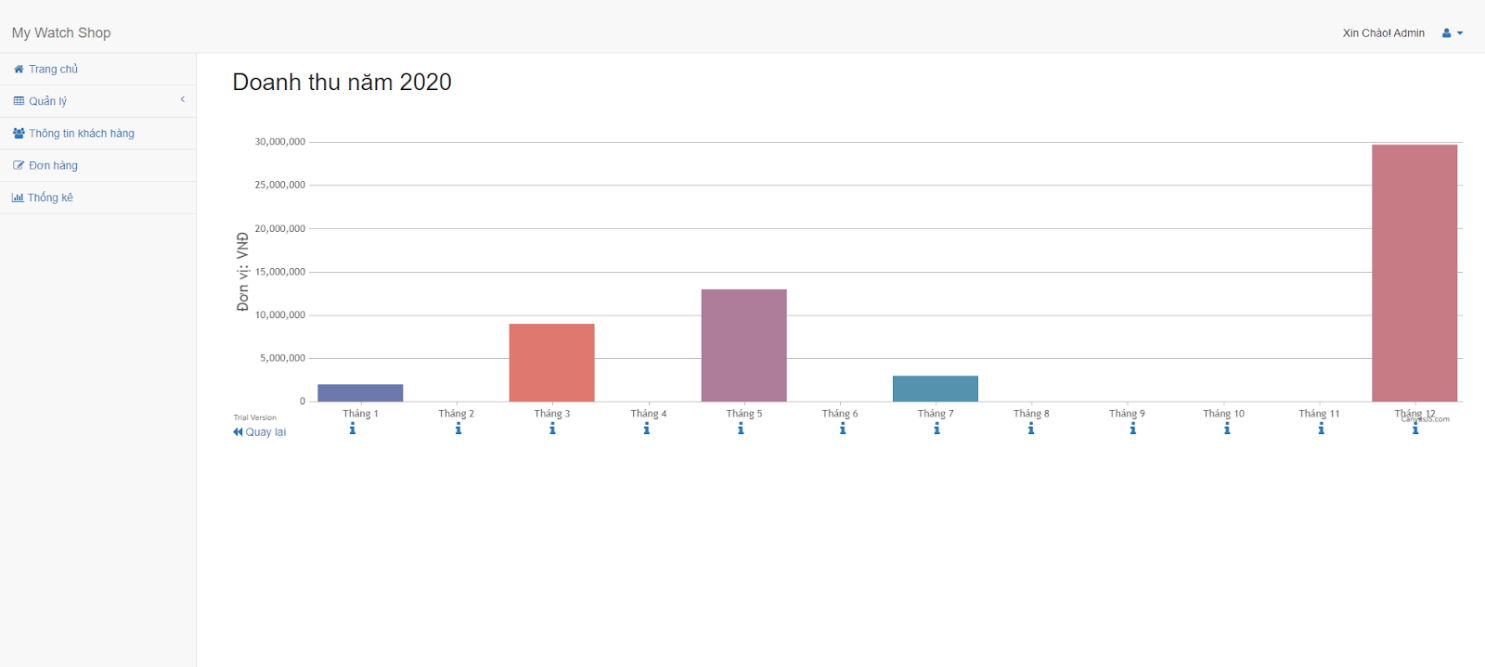 My Watch Shop
Xin Chào! Admin
Trang chủ
Quản lý
Thông tin khách hàng
Đơn hàng
Thống kê
Doanh thu năm 2020
Đơn vị: VNĐ
30,000,000
25,000,000
20,000,000
15,000,000
10,000,000
5,000,000
0
Tháng 1 Tháng 2 Tháng 3 Tháng 4 Tháng 5 Tháng 6 Tháng 7 Tháng 8 Tháng 9 Tháng 10 Tháng 11 Tháng 12
Trial Version
CanvasJS.com
Quay lại